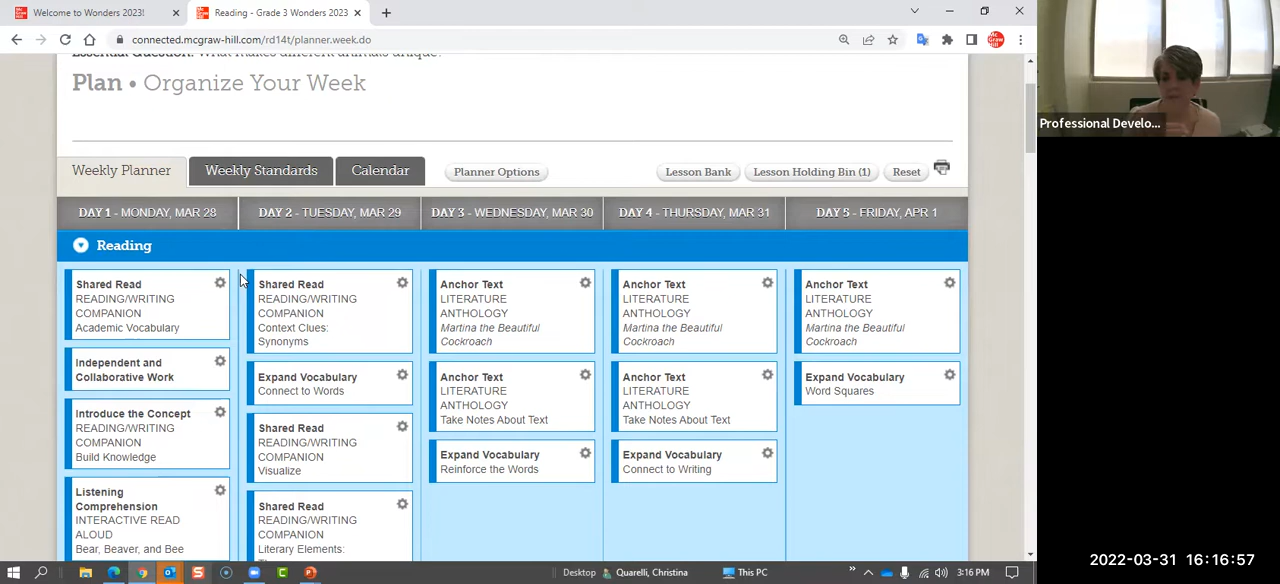 Welcome to Wonders 2023!
Reading - Grade 3 Wonders 2023
connected.mcgraw-hill.com/rd14t/planner.week.do
Essential Question: What makes different animals unique?
Plan • Organize Your Week
Weekly Planner
Weekly Standards
Calendar
Planner Options
Lesson Bank
Lesson Holding Bin (1)
Reset
DAY 1 - MONDAY, MAR 28
DAY 2 - TUESDAY, MAR 29
DAY 3 - WEDNESDAY, MAR 30
DAY 4 - THURSDAY, MAR 31
DAY 5 - FRIDAY, APR 1
Reading
Shared Read
READING/WRITING
COMPANION
Academic Vocabulary
Independent and
Collaborative Work
Introduce the Concept
READING/WRITING
COMPANION
Build Knowledge
Listening
Comprehension
INTERACTIVE READ
ALOUD
Bear, Beaver, and Bee
Shared Read
READING/WRITING
COMPANION
Context Clues:
Synonyms
Expand Vocabulary
Connect to Words
Shared Read
READING/WRITING
COMPANION
Visualize
Shared Read
READING/WRITING
COMPANION
Literary Elements:
Anchor Text
LITERATURE
ANTHOLOGY
Martina the Beautiful
Cockroach
Anchor Text
LITERATURE
ANTHOLOGY
Take Notes About Text
Expand Vocabulary
Reinforce the Words
Anchor Text
LITERATURE
ANTHOLOGY
Martina the Beautiful
Cockroach
Anchor Text
LITERATURE
ANTHOLOGY
Take Notes About Text
Expand Vocabulary
Connect to Writing
Anchor Text
LITERATURE
ANTHOLOGY
Martina the Beautiful
Cockroach
Expand Vocabulary
Word Squares
Desktop
Quarelli, Christina
This PC
3:16 PM
Professional Develo...
2022-03-31 16:16:57